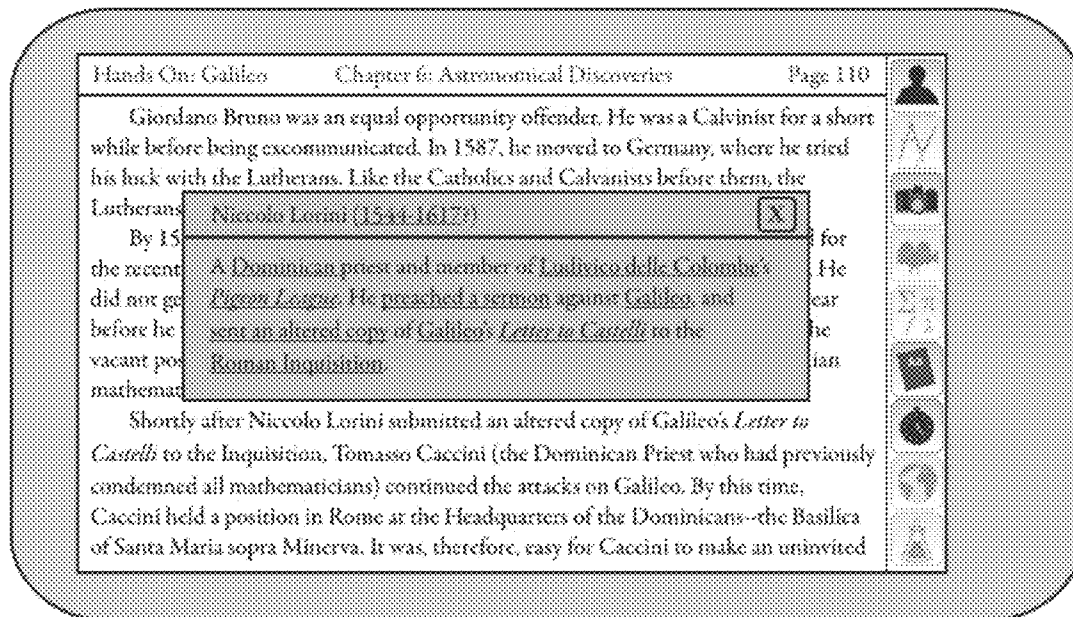 Hands On: Galileo Chapter 6: Astronomical Discoveries Page 110
Giordano Bruno was an equal opportunity offender. He was a Calvinist for a short
while before being excommunicated. In 1587, he moved to Germany, where he tried
his luck with the Lutherans. Like the Catholics and Calvanists before them, the
Lutherans
Niccolo Lorini (1544-1617?) X
By 15 for
the recent A Dominican priest and member of Ludivico delle Colombe's He
did not Pigeon League. He preached a sermon against Galileo, and
before he sent an altered copy of Galileo's Letter to Castelli to the
vacant Roman Inquisition.
Shortly after Niccolo Lorini submitted an altered copy of Galileo's Letter to
Castelli to the Inquisition, Tomasso Caccini (the Dominican Priest who had previously
condemned all mathematicians) continued the attacks on Galileo. By this time,
Caccini held a position in Rome at the Headquarters of the Dominicans--the Basilica
of Santa Maria sopra Minerva. It was, therefore, easy for Caccini to make an uninvited